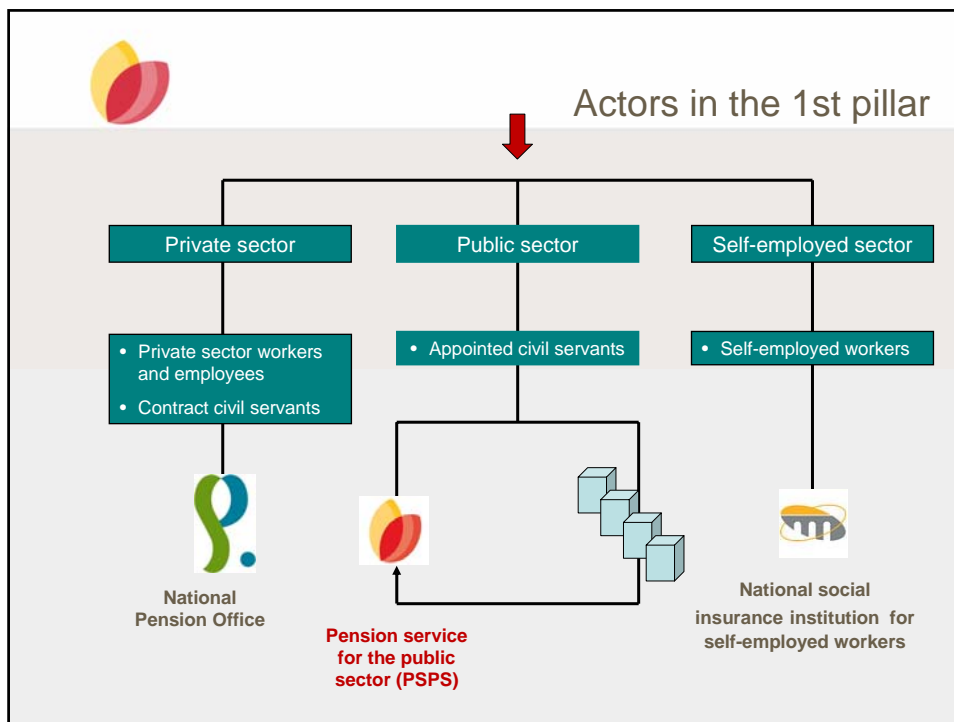 Actors in the 1st pillar
Private sector
Public sector
Self-employed sector
• Private sector workers
and employees
• Contract civil servants
• Appointed civil servants
• Self-employed workers
National
Pension Office
Pension service
for the public
sector (PSPS)
National social
insurance institution for
self-employed workers